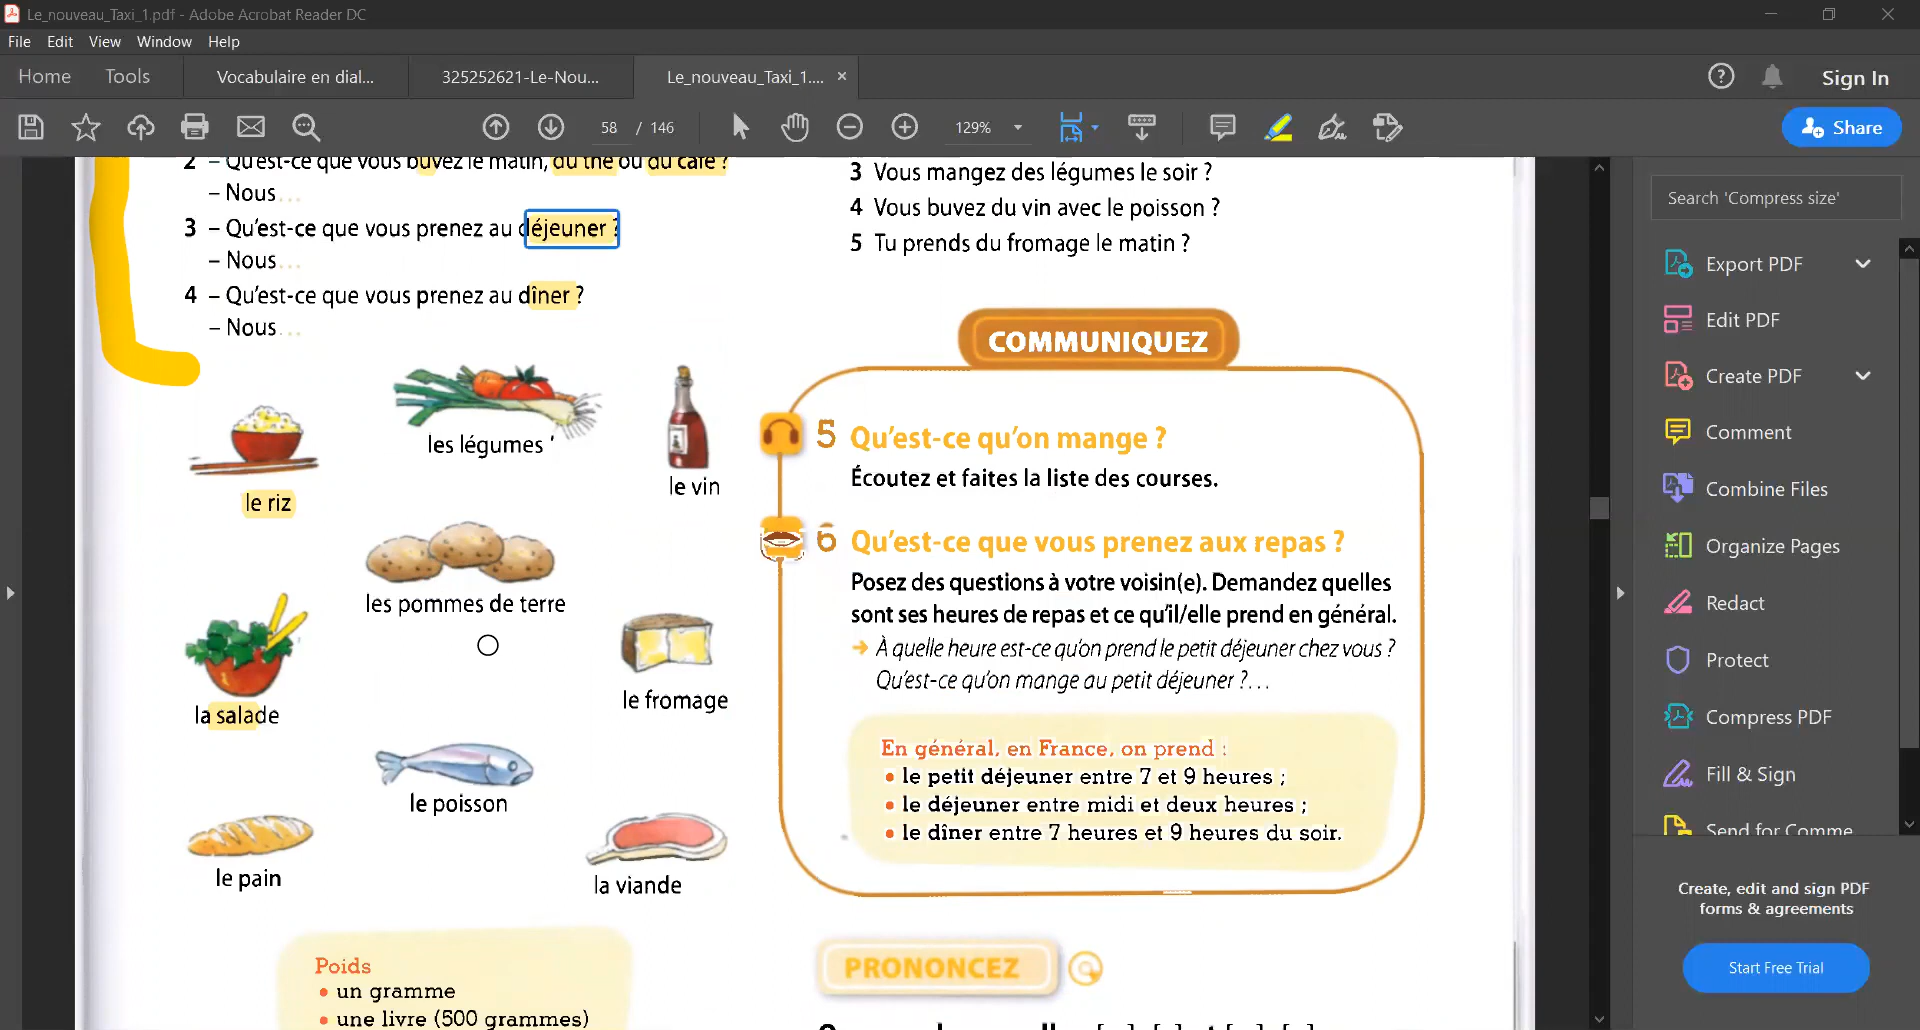 Le_nouveau_Taxi_1.pdf - Adobe Acrobat Reader DC
File Edit View Window Help
Home Tools Vocabulaire en dial... 325252621-Le-Nou... Le_nouveau_Taxi_1.... ×
? Sign In
58 / 146 129% Share
2 – Qu'est-ce que vous buvez le matin, du thé ou du café ?
– Nous...
3 – Qu'est-ce que vous prenez au déjeuner ?
– Nous...
4 – Qu'est-ce que vous prenez au dîner ?
– Nous...
les légumes
le vin
le riz
les pommes de terre
la salade
le fromage
le poisson
le pain
la viande
Poids
• un gramme
• une livre (500 grammes)
3 Vous mangez des légumes le soir ?
4 Vous buvez du vin avec le poisson ?
5 Tu prends du fromage le matin ?
COMMUNIQUEZ
5 Qu'est-ce qu'on mange ?
Écoutez et faites la liste des courses.
6 Qu'est-ce que vous prenez aux repas ?
Posez des questions à votre voisin(e). Demandez quelles
sont ses heures de repas et ce qu'il/elle prend en général.
→ À quelle heure est-ce qu'on prend le petit déjeuner chez vous ?
Qu'est-ce qu'on mange au petit déjeuner ?...
En général, en France, on prend :
• le petit déjeuner entre 7 et 9 heures ;
• le déjeuner entre midi et deux heures ;
• le dîner entre 7 heures et 9 heures du soir.
PRONONCEZ
Search 'Compress size'
Export PDF
Edit PDF
Create PDF
Comment
Combine Files
Organize Pages
Redact
Protect
Compress PDF
Fill & Sign
Send for Comme
Create, edit and sign PDF
forms & agreements
Start Free Trial